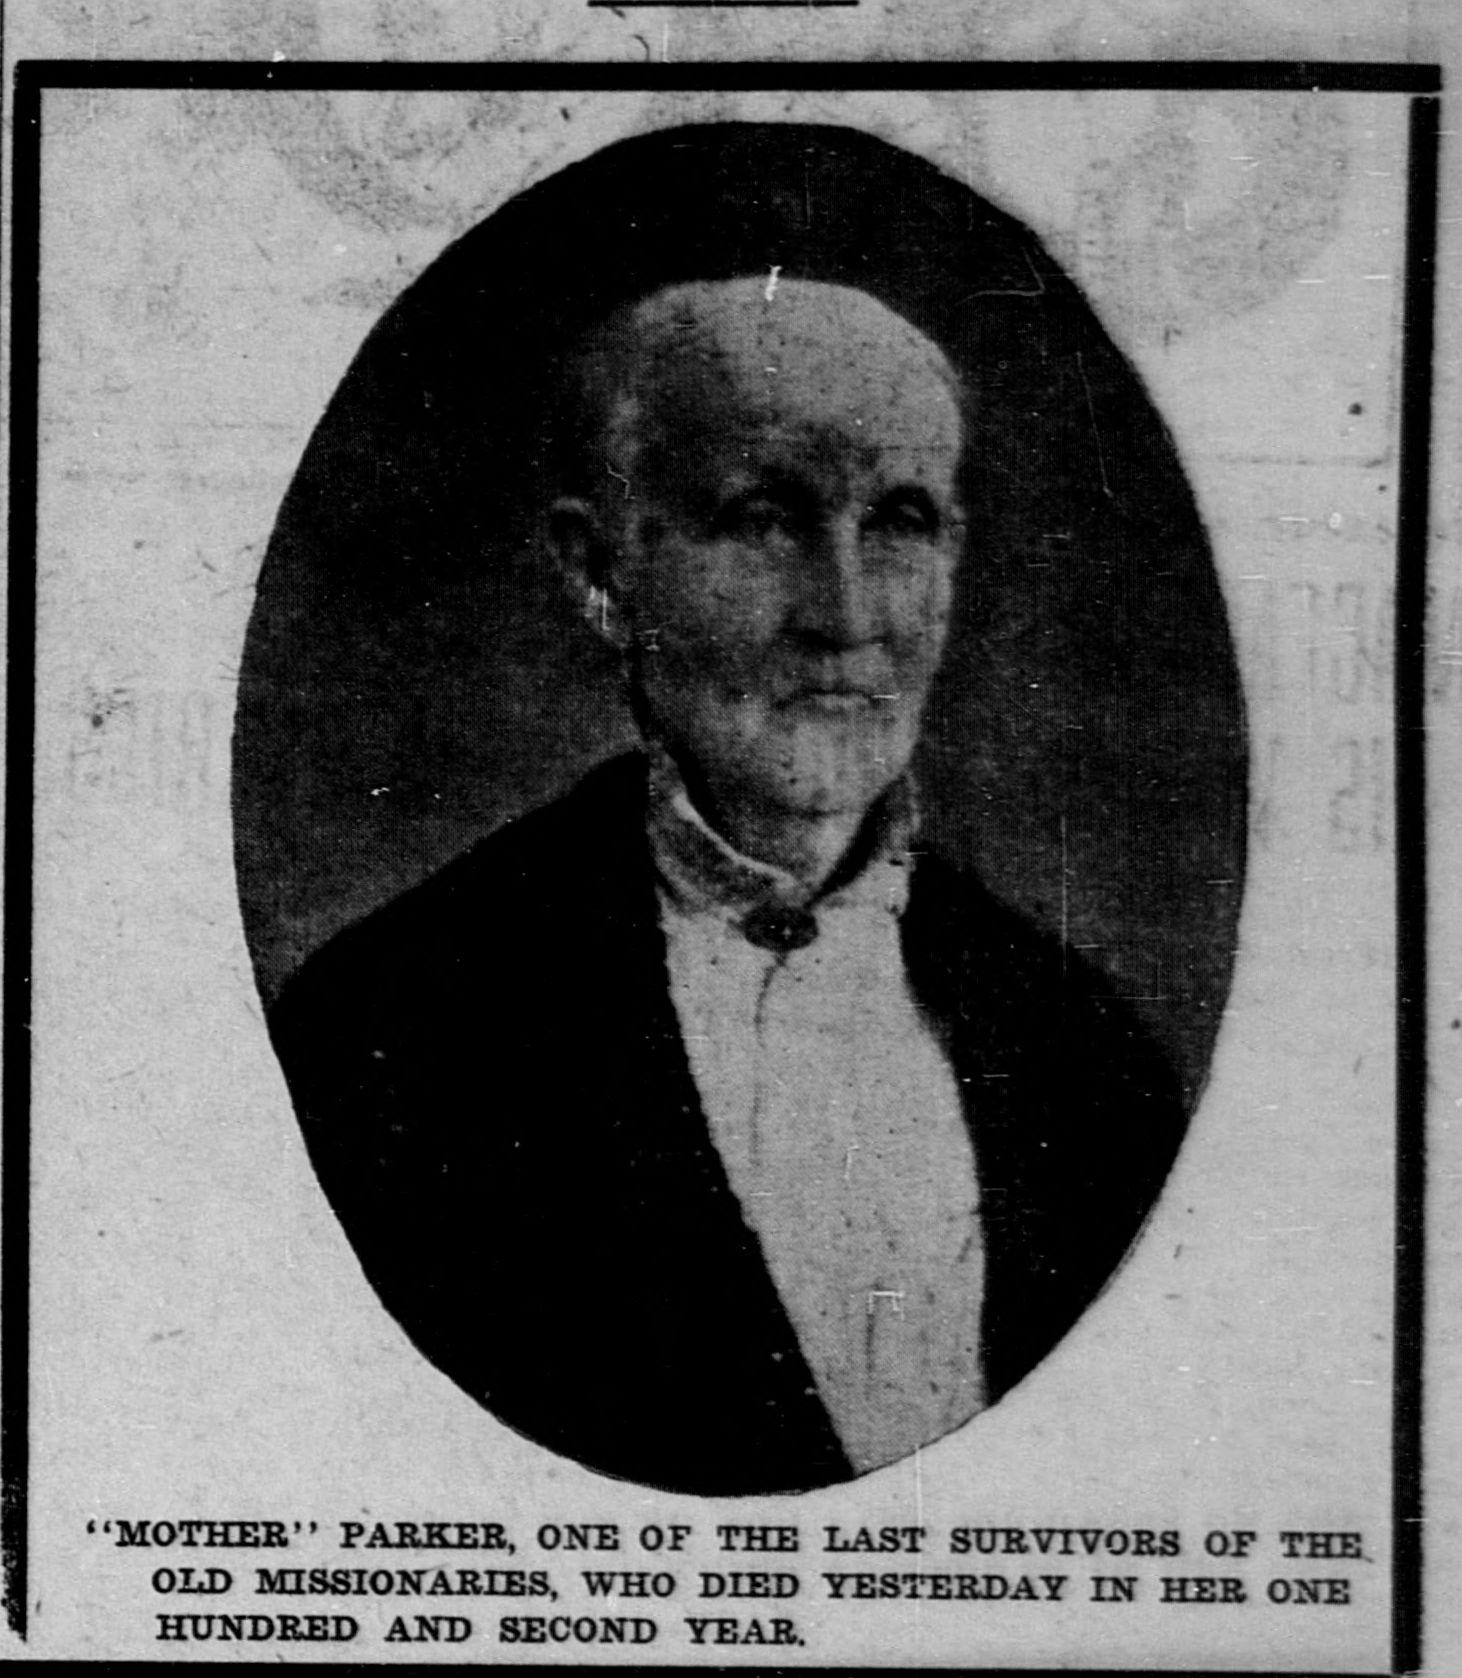 “MOTHER” PARKER, ONE OF THE LAST SURVIVORS OF THE
OLD MISSIONARIES, WHO DIED YESTERDAY IN HER ONE
HUNDRED AND SECOND YEAR.